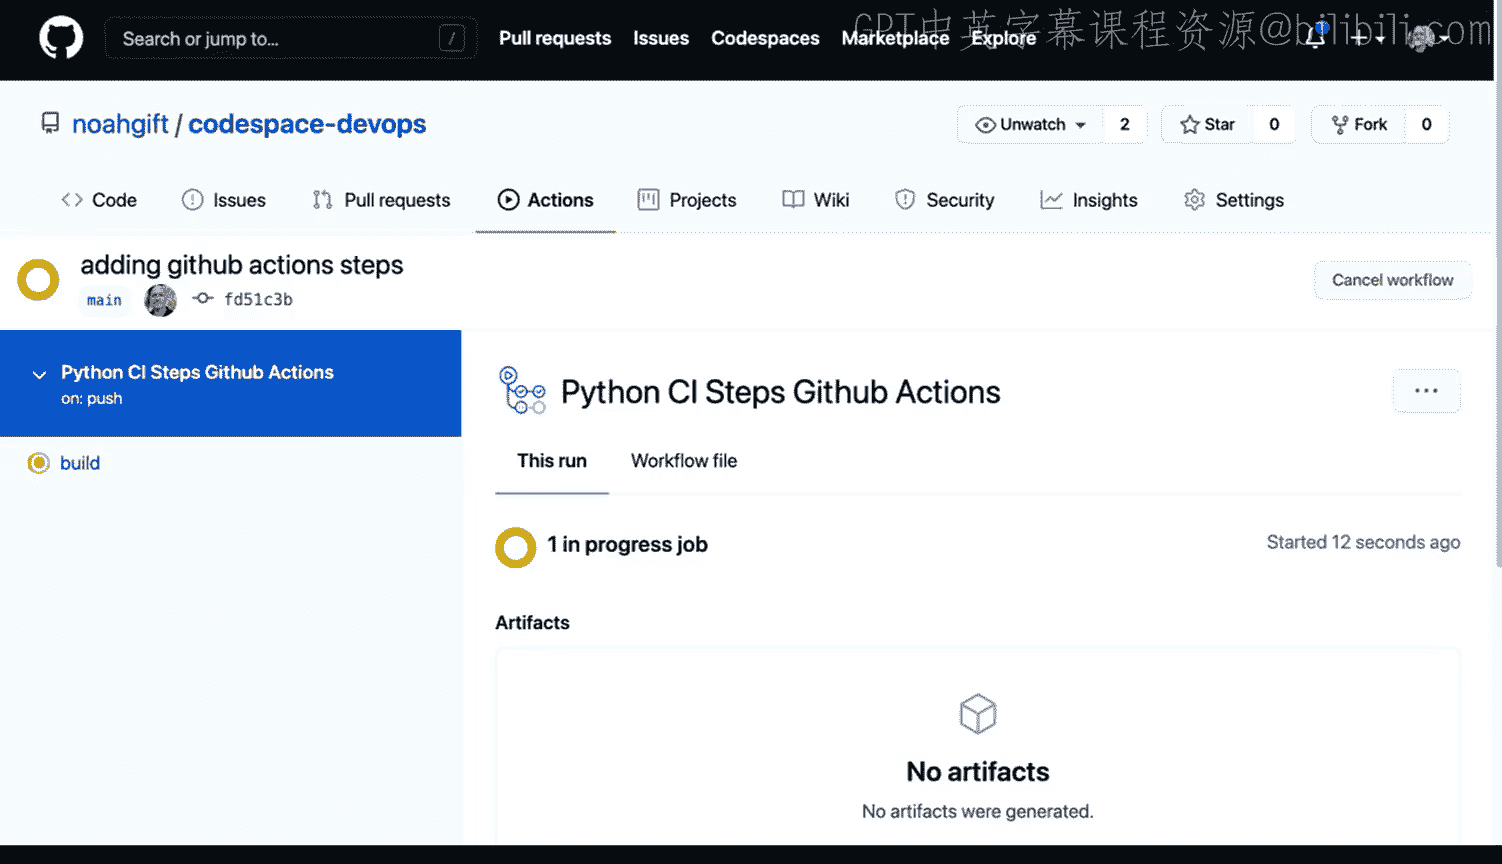 Search or jump to... /
Pull requests Issues Codespaces Marketplace Explore
GPT中英字幕课程资源@bilibili.com
noahgift / codespace-devops
Unwatch 2 Star 0 Fork 0
Code Issues Pull requests Actions Projects Wiki Security Insights Settings
adding github actions steps
main fd51c3b
Cancel workflow
Python CI Steps Github Actions
on: push
build
Python CI Steps Github Actions
This run Workflow file
1 in progress job
Started 12 seconds ago
Artifacts
No artifacts
No artifacts were generated.